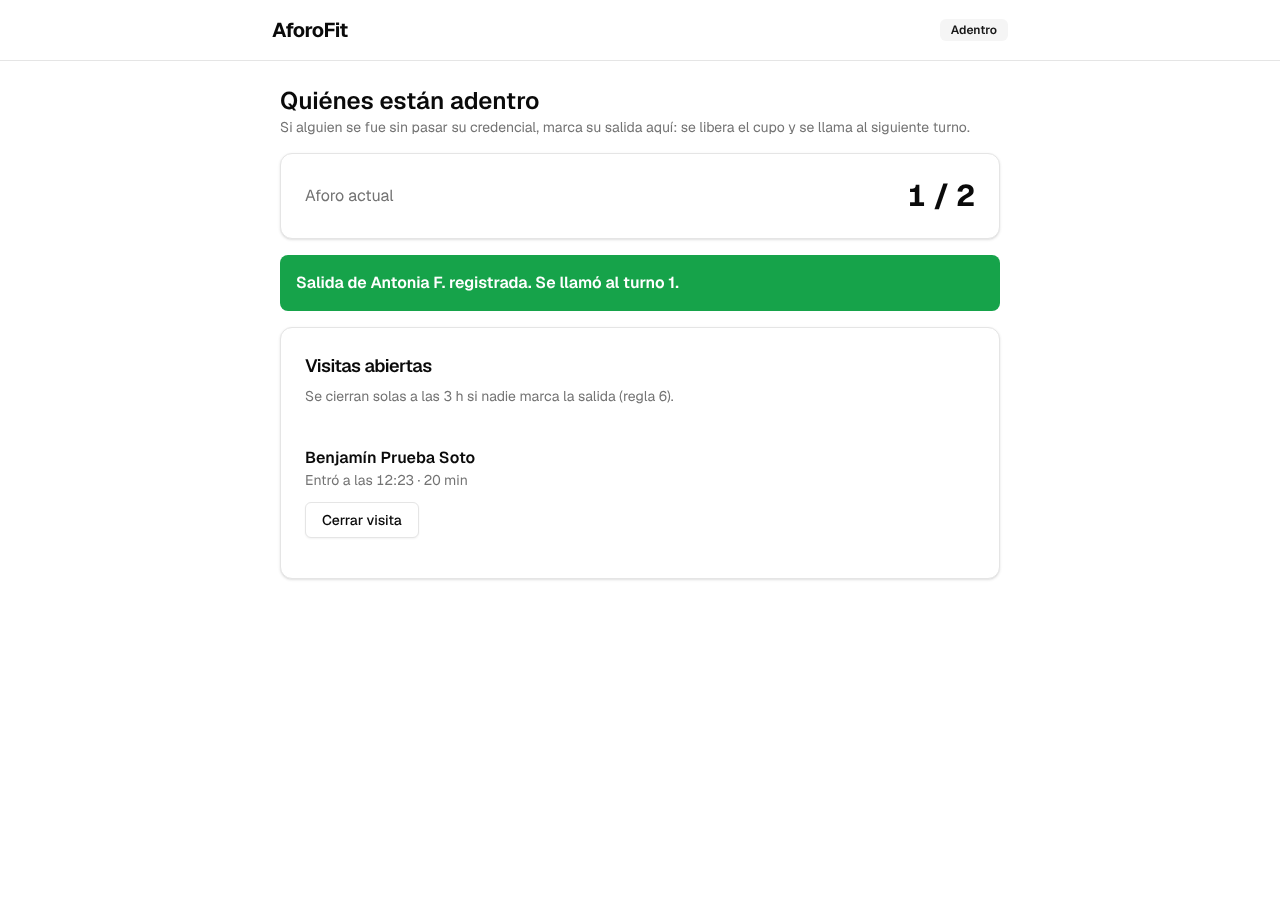 AforoFit
Adentro
Quiénes están adentro
Si alguien se fue sin pasar su credencial, marca su salida aquí: se libera el cupo y se llama al siguiente turno.
Aforo actual
1 / 2
Salida de Antonia F. registrada. Se llamó al turno 1.
Visitas abiertas
Se cierran solas a las 3 h si nadie marca la salida (regla 6).
Benjamín Prueba Soto
Entró a las 12:23 · 20 min
Cerrar visita